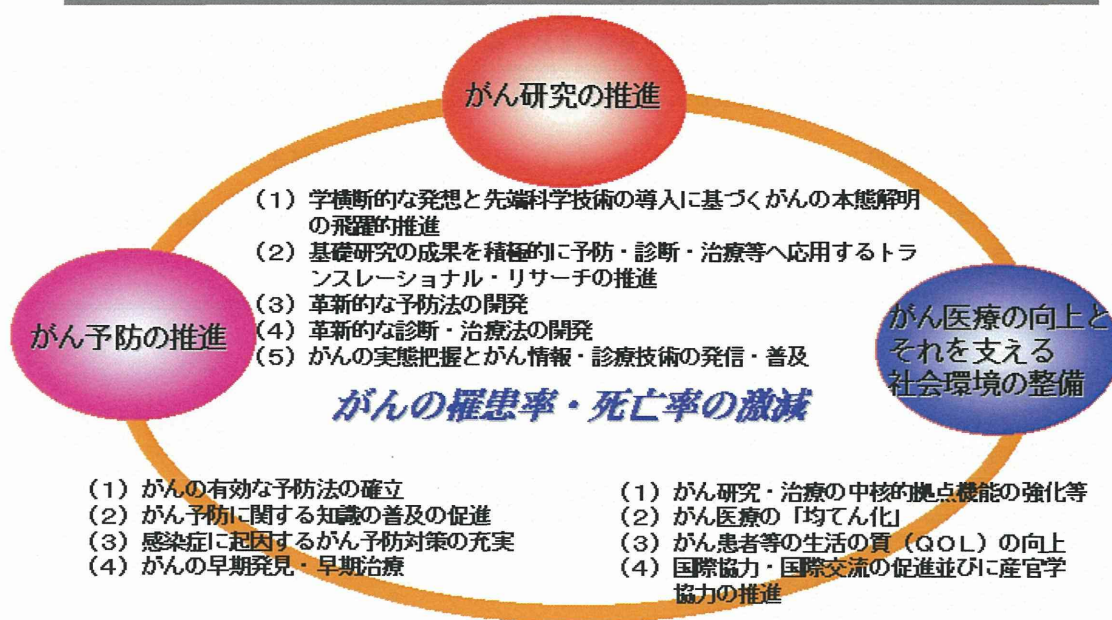 がん研究の推進
(1) 学横断的な発想と先端科学技術の導入に基づくがんの本態解明
の飛躍的推進
(2) 基礎研究の成果を積極的に予防・診断・治療等へ応用するトラ
ンスレーショナル・リサーチの推進
(3) 革新的な予防法の開発
(4) 革新的な診断・治療法の開発
(5) がんの実態把握とがん情報・診療技術の発信・普及
がん予防の推進
がん医療の向上と
それを支える
社会環境の整備
がんの罹患率・死亡率の激減
(1) がんの有効な予防法の確立
(2) がん予防に関する知識の普及の促進
(3) 感染症に起因するがん予防対策の充実
(4) がんの早期発見・早期治療
(1) がん研究・治療の中核的拠点機能の強化等
(2) がん医療の「均てん化」
(3) がん患者等の生活の質(QOL)の向上
(4) 国際協力・国際交流の促進並びに産官学
協力の推進